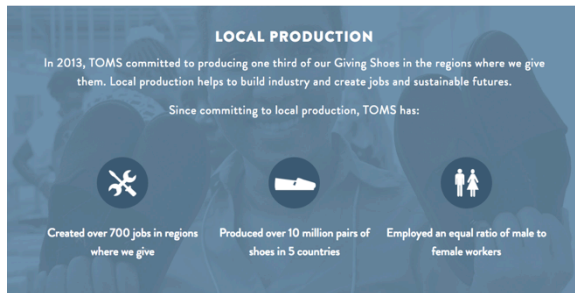 LOCAL PRODUCTION
In 2013, TOMS committed to producing one third of our Giving Shoes in the regions where we give
them. Local production helps to build industry and create jobs and sustainable futures.
Since committing to local production, TOMS has:
Created over 700 jobs in regions
where we give
Produced over 10 million pairs of
shoes in 5 countries
Employed an equal ratio of male to
female workers